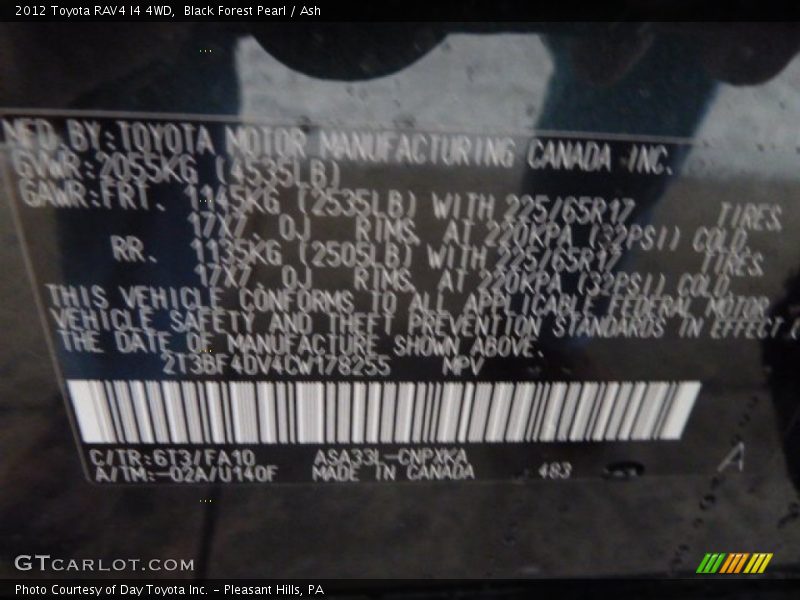 2012 Toyota RAV4 I4 4WD, Black Forest Pearl / Ash
MFD.BY:TOYOTA MOTOR MANUFACTURING CANADA INC.
GVWR:2055KG (4535LB)
GAWR:FRT. 1145KG (2535LB) WITH 225/65R17 TIRES
17X7.0J RIMS, AT 220KPA (32PSI) COLD.
RR. 1135KG (2505LB) WITH 225/65R17 TIRES
17X7.0J RIMS, AT 220KPA (32PSI) COLD.
THIS VEHICLE CONFORMS TO ALL APPLICABLE FEDERAL MOTOR
VEHICLE SAFETY AND THEFT PREVENTION STANDARDS IN EFFECT
THE DATE OF MANUFACTURE SHOWN ABOVE.
2T3BF4DV4CW178255 MPV
C/TR:6T3/FA10 ASA33L-CNPXKA
A/TM:-02A/U140F MADE IN CANADA 483
GTCARLOT.COM
Photo Courtesy of Day Toyota Inc. - Pleasant Hills, PA